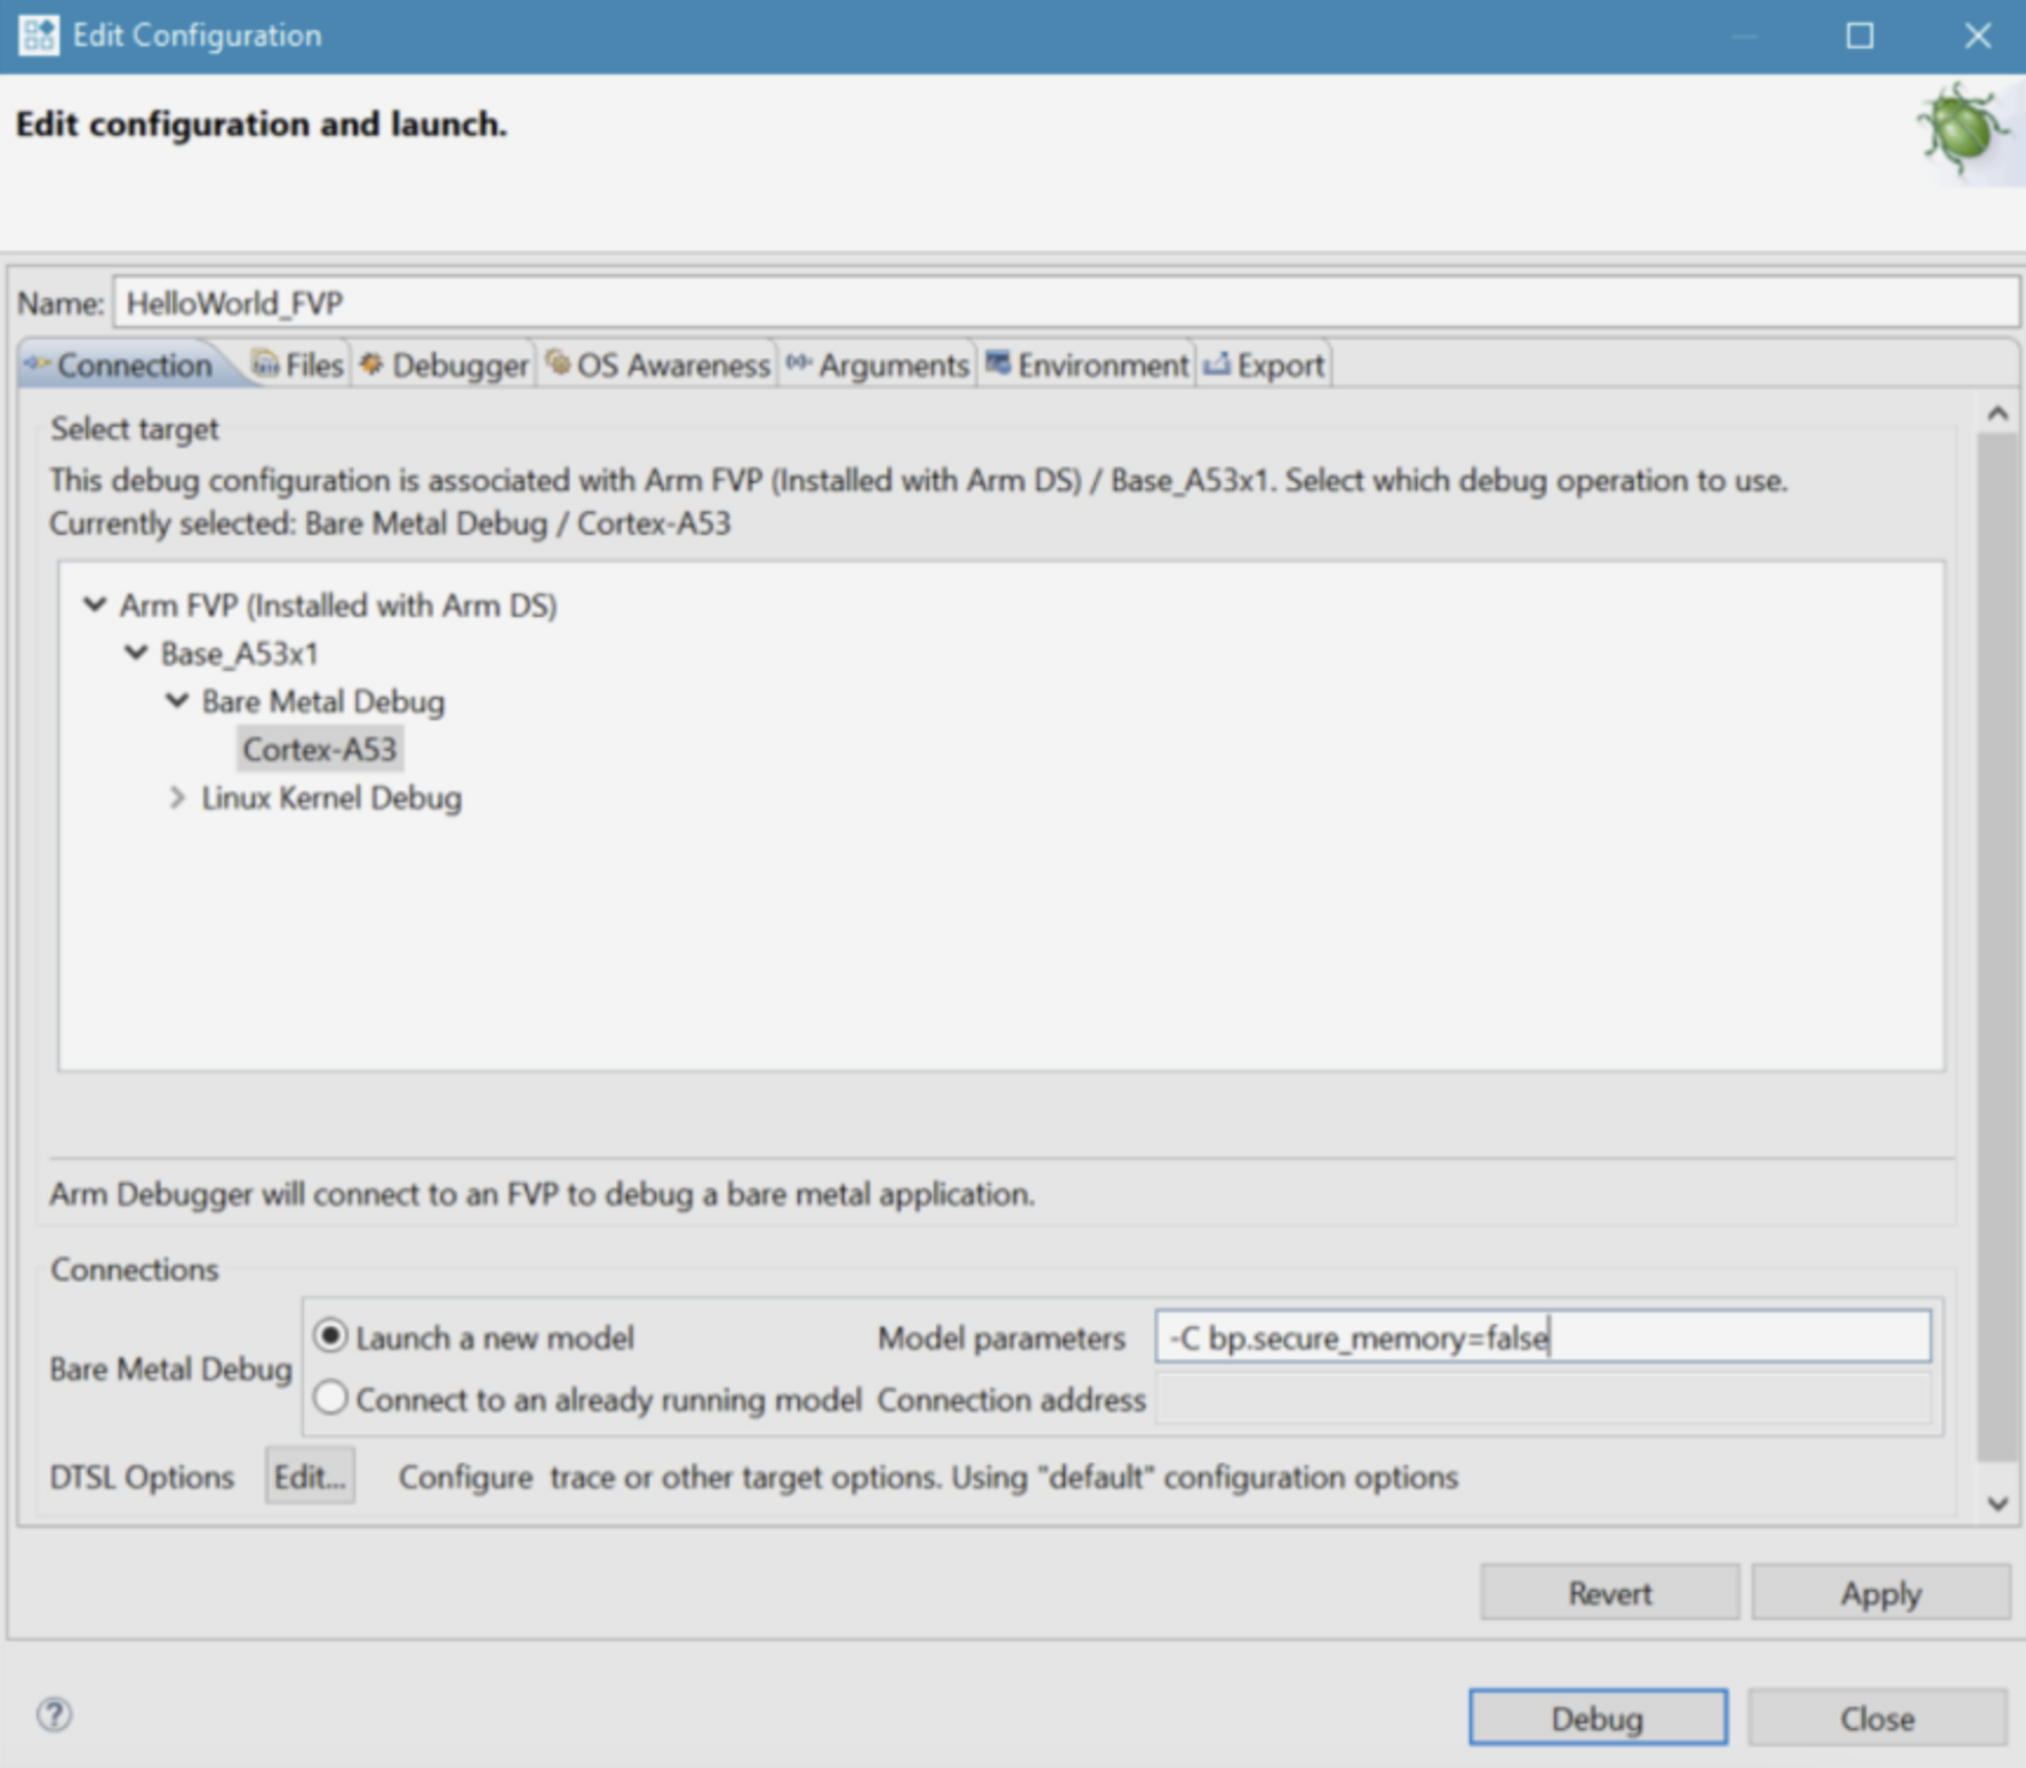 Edit Configuration
Edit configuration and launch.
Name: HelloWorld_FVP
Connection Files Debugger OS Awareness Arguments Environment Export
Select target
This debug configuration is associated with Arm FVP (Installed with Arm DS) / Base_A53x1. Select which debug operation to use.
Currently selected: Bare Metal Debug / Cortex-A53
Arm FVP (Installed with Arm DS)
Base_A53x1
Bare Metal Debug
Cortex-A53
Linux Kernel Debug
Arm Debugger will connect to an FVP to debug a bare metal application.
Connections
Bare Metal Debug
Launch a new model Model parameters -C bp.secure_memory=false
Connect to an already running model Connection address
DTSL Options Edit... Configure  trace or other target options. Using "default" configuration options
Revert Apply
? Debug Close